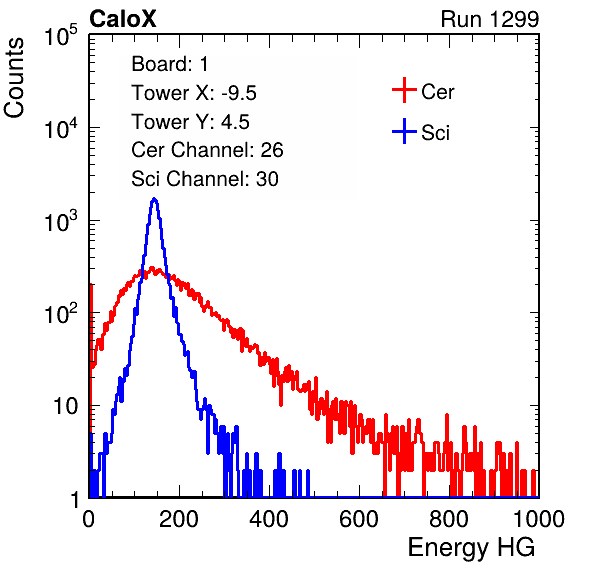 CaloX Run 1299
Counts
10^5
10^4
10^3
10^2
10
1
Board: 1
Tower X: -9.5
Tower Y: 4.5
Cer Channel: 26
Sci Channel: 30
Cer
Sci
0 200 400 600 800 1000
Energy HG